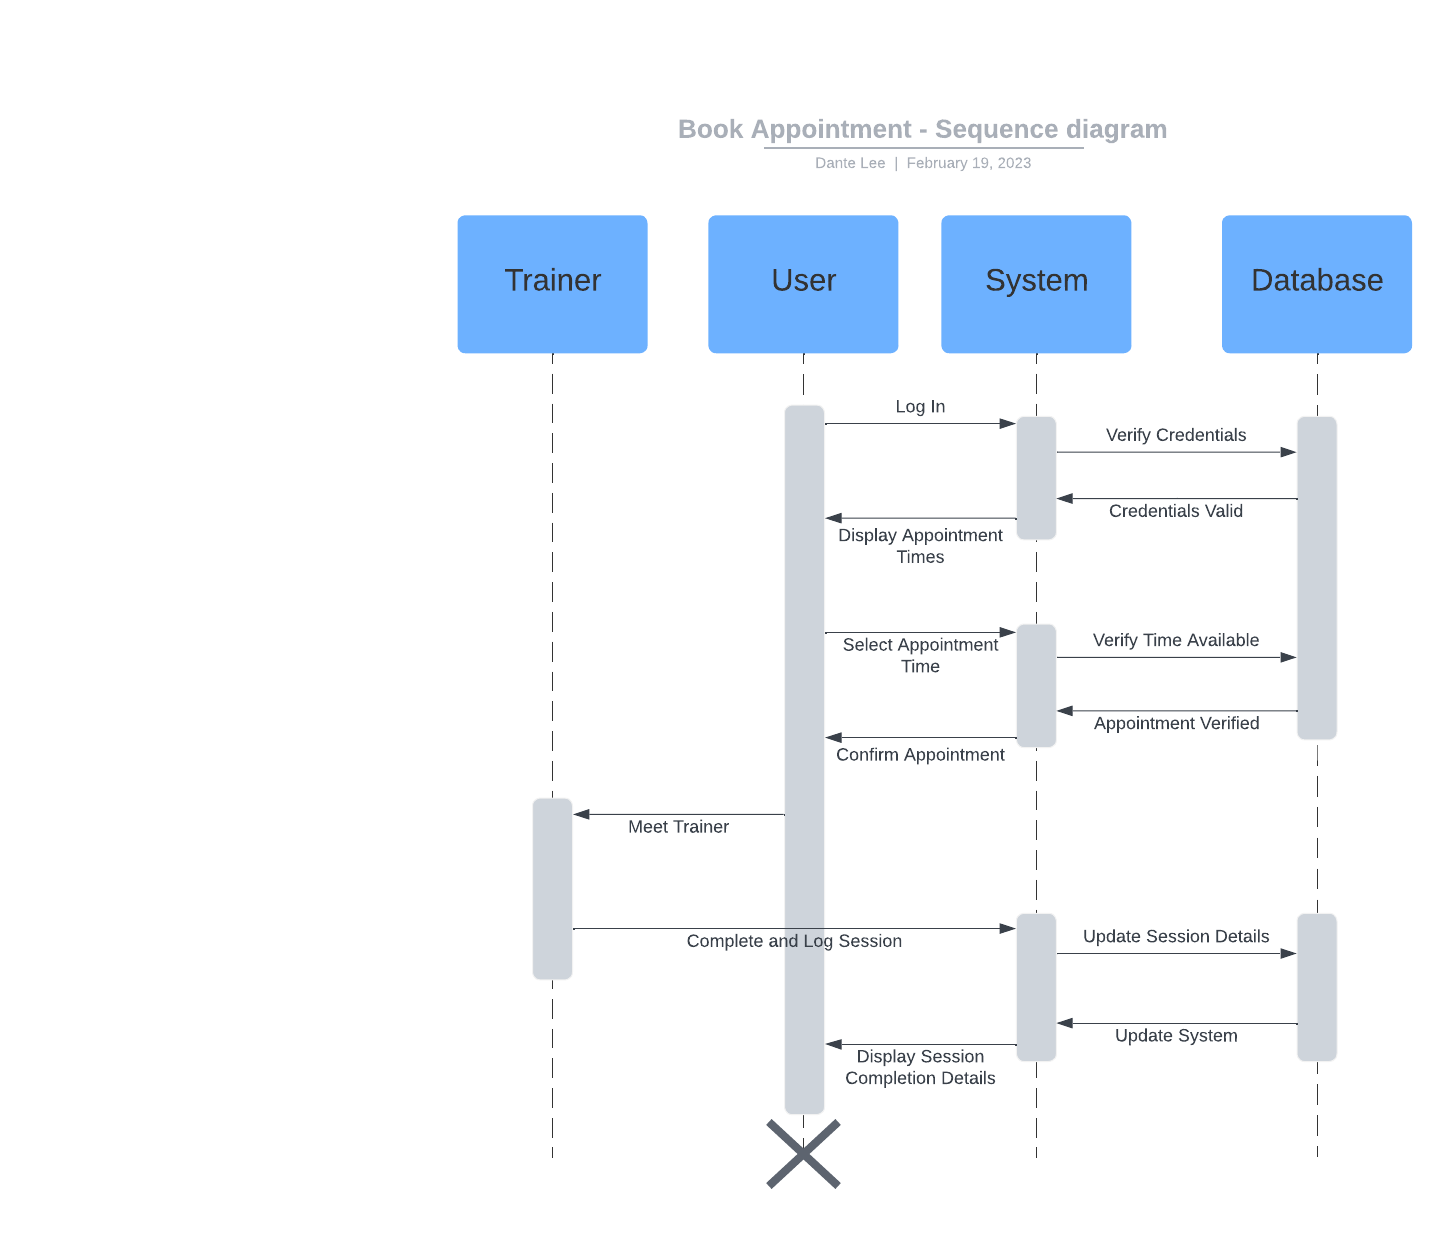 Book Appointment - Sequence diagram
Dante Lee | February 19, 2023
Trainer
User
System
Database
Log In
Verify Credentials
Credentials Valid
Display Appointment
Times
Select Appointment
Time
Verify Time Available
Appointment Verified
Confirm Appointment
Meet Trainer
Complete and Log Session
Update Session Details
Update System
Display Session
Completion Details